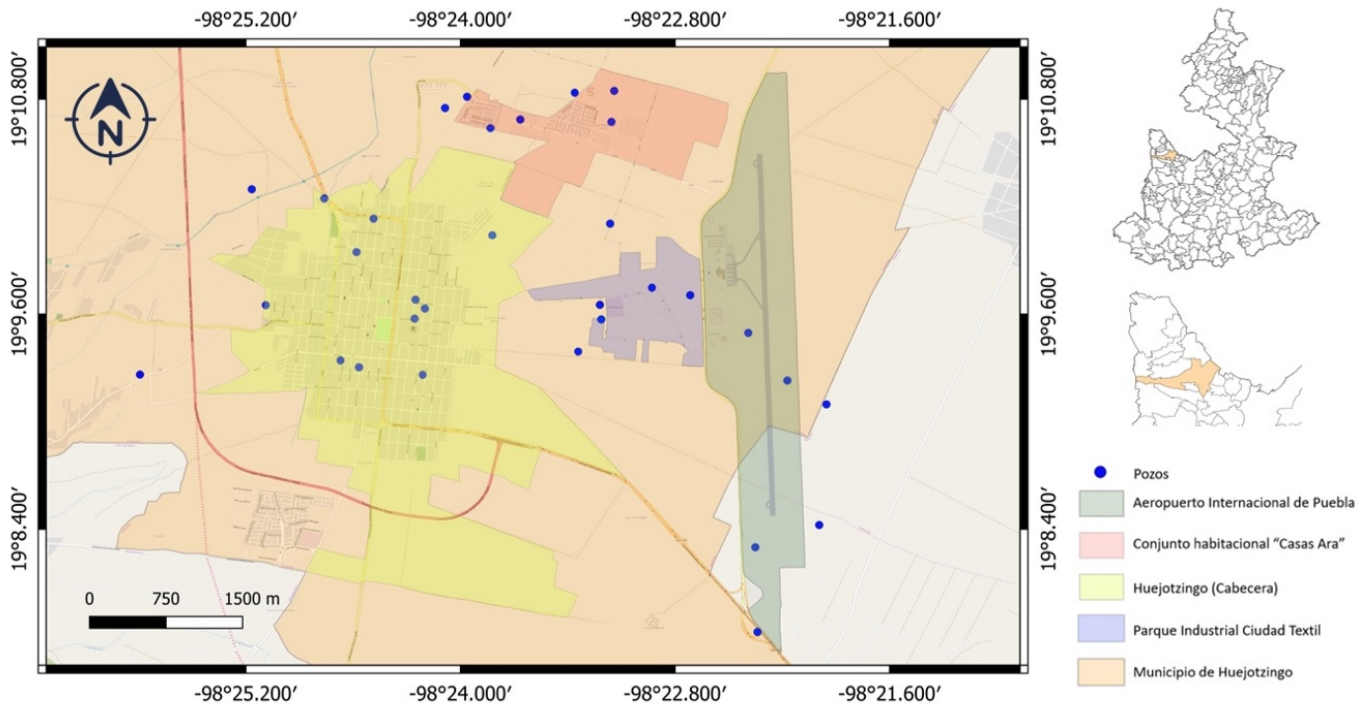 -98°25.200′ -98°24.000′ -98°22.800′ -98°21.600′
19°10.800′
19°10.800′
N
19°9.600′
19°9.600′
19°8.400′
19°8.400′
0 750 1500 m
-98°25.200′ -98°24.000′ -98°22.800′ -98°21.600′
Pozos
Aeropuerto Internacional de Puebla
Conjunto habitacional “Casas Ara”
Huejotzingo (Cabecera)
Parque Industrial Ciudad Textil
Municipio de Huejotzingo